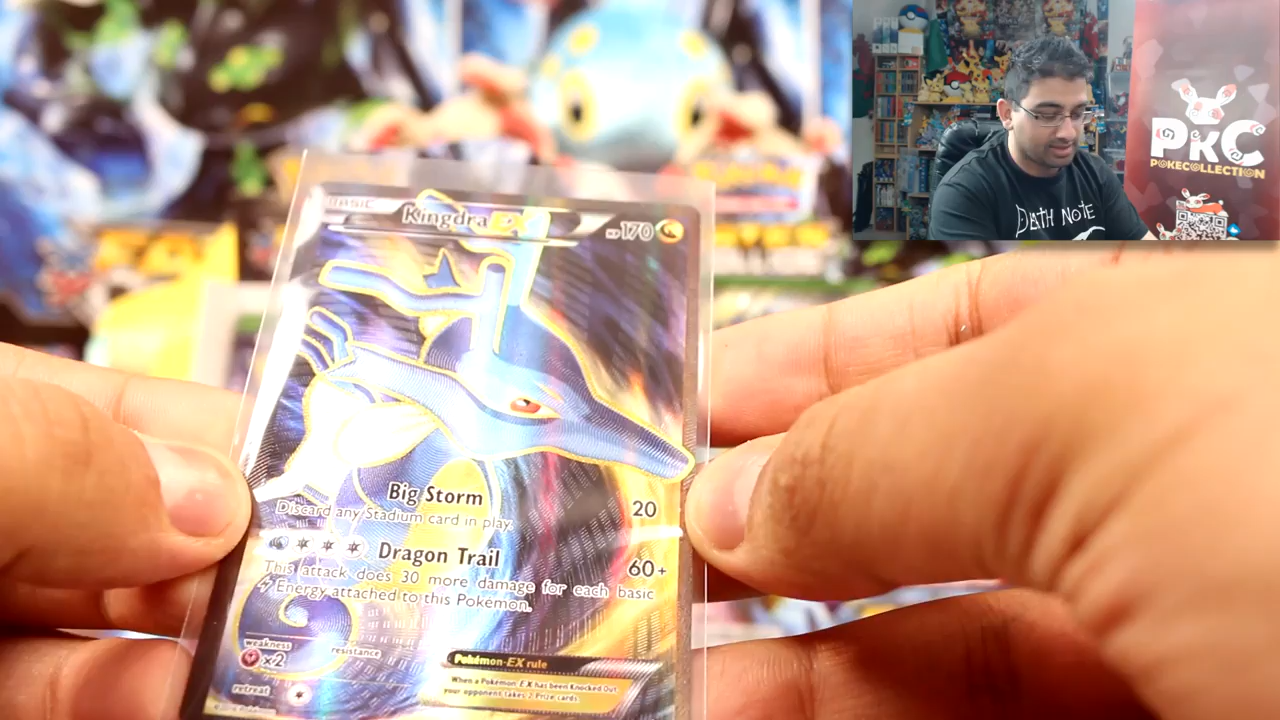 BASIC
Kingdra EX
HP 170
Big Storm 20
Discard any Stadium card in play.
Dragon Trail 60+
This attack does 30 more damage for each basic
Energy attached to this Pokémon.
weakness
×2
resistance
retreat
Pokémon-EX rule
When a Pokémon-EX has been Knocked Out,
your opponent takes 2 Prize cards.
DEATH NOTE
PKC
POKECOLLECTION